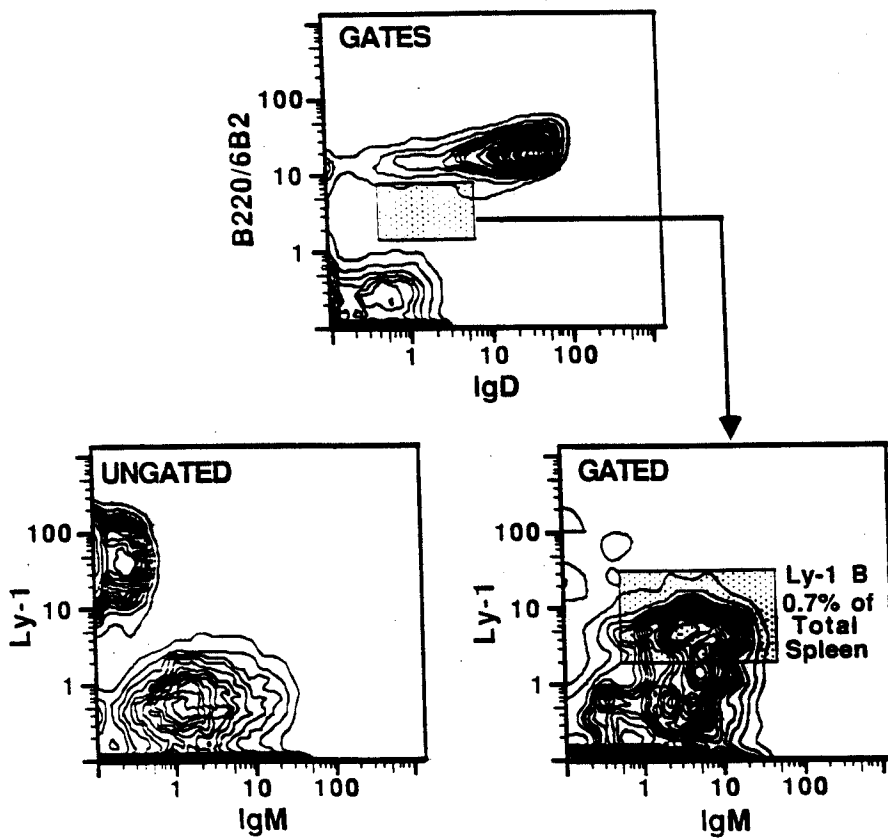 GATES
B220/6B2
100
10
1
1
10
100
IgD
UNGATED
Ly-1
100
10
1
1
10
100
IgM
GATED
Ly-1
100
10
1
Ly-1 B
0.7% of
Total
Spleen
1
10
100
IgM